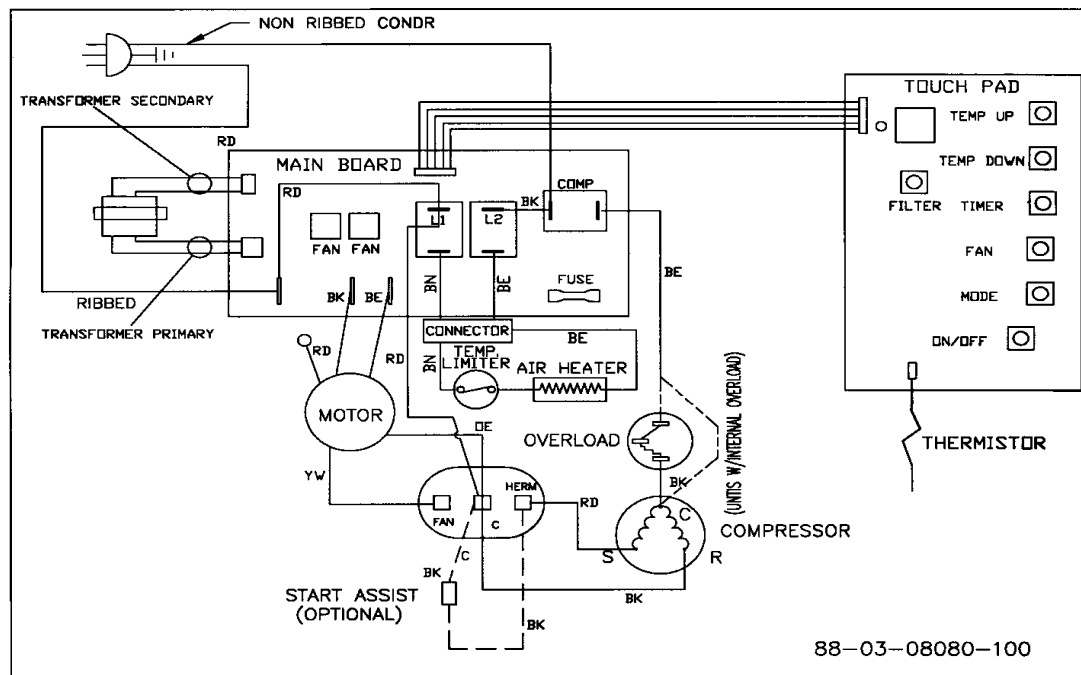 NON RIBBED CONDR
TRANSFORMER SECONDARY
RD
MAIN BOARD
RD
L1
L2
BK
COMP
FAN
FAN
BN
BE
FUSE
BE
RIBBED
BK
BE
TRANSFORMER PRIMARY
CONNECTOR
BE
RD
RD
BN
TEMP.
LIMITER
AIR HEATER
MOTOR
OE
OVERLOAD
(UNTIS W/INTERNAL OVERLOAD)
BK
YW
FAN
C
HERM
RD
C
COMPRESSOR
S
R
C
BK
START ASSIST
(OPTIONAL)
BK
BK
TOUCH PAD
TEMP UP
TEMP DOWN
FILTER
TIMER
FAN
MODE
ON/OFF
THERMISTOR
88-03-08080-100